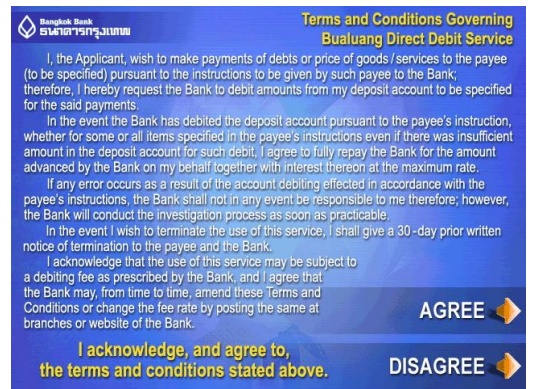 Bangkok Bank
ธนาคารกรุงเทพ
Terms and Conditions Governing
Bualuang Direct Debit Service
I, the Applicant, wish to make payments of debts or price of goods / services to the payee
(to be specified) pursuant to the instructions to be given by such payee to the Bank;
therefore, I hereby request the Bank to debit amounts from my deposit account to be specified
for the said payments.
In the event the Bank has debited the deposit account pursuant to the payee's instruction,
whether for some or all items specified in the payee's instructions even if there was insufficient
amount in the deposit account for such debit, I agree to fully repay the Bank for the amount
advanced by the Bank on my behalf together with interest thereon at the maximum rate.
If any error occurs as a result of the account debiting effected in accordance with the
payee's instructions, the Bank shall not in any event be responsible to me therefore; however,
the Bank will conduct the investigation process as soon as practicable.
In the event I wish to terminate the use of this service, I shall give a 30-day prior written
notice of termination to the payee and the Bank.
I acknowledge that the use of this service may be subject to
a debiting fee as prescribed by the Bank, and I agree that
the Bank may, from time to time, amend these Terms and
Conditions or change the fee rate by posting the same at
branches or website of the Bank.
I acknowledge, and agree to,
the terms and conditions stated above.
AGREE
DISAGREE